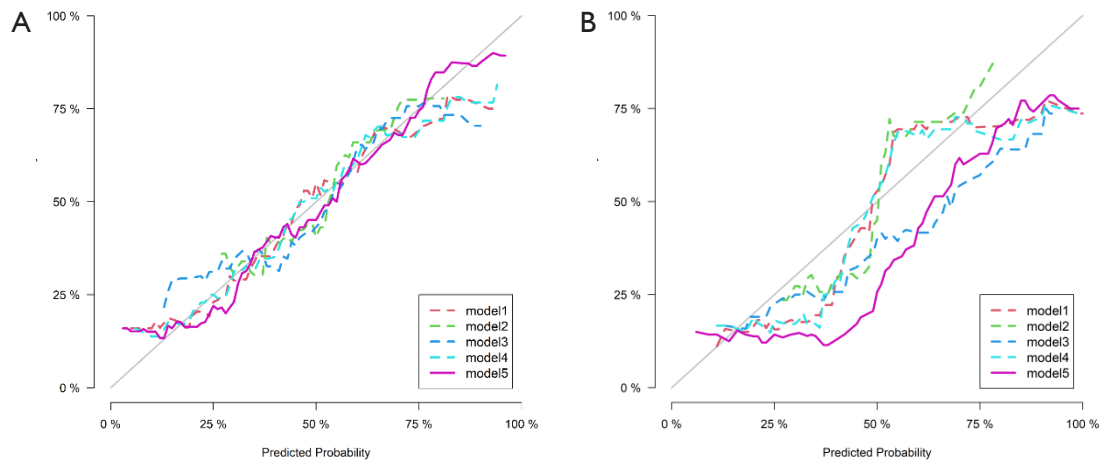 A
100 %
75 %
50 %
25 %
0 %
model1
model2
model3
model4
model5
0 % 25 % 50 % 75 % 100 %
Predicted Probability
B
100 %
75 %
50 %
25 %
0 %
model1
model2
model3
model4
model5
0 % 25 % 50 % 75 % 100 %
Predicted Probability